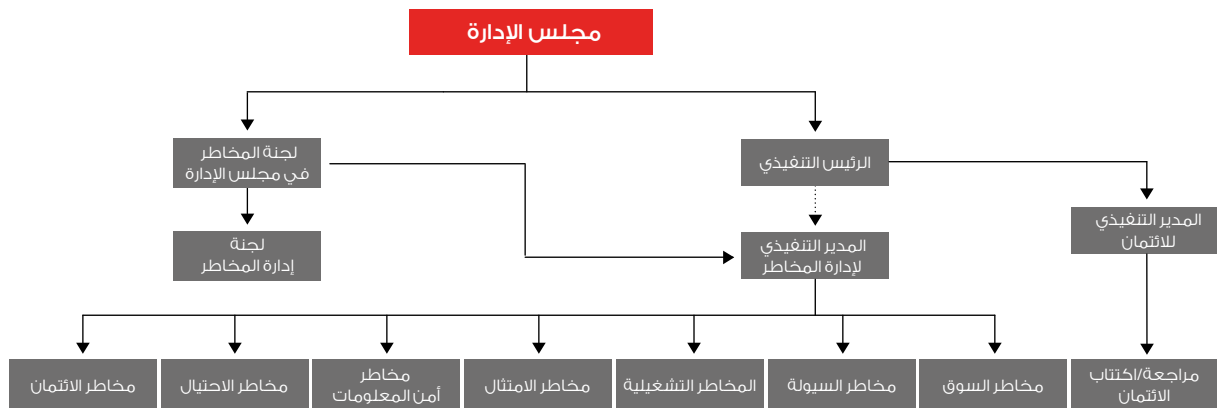 مجلس الإدارة
الرئيس التنفيذي
لجنة المخاطر
في مجلس الإدارة
المدير التنفيذي
للائتمان
المدير التنفيذي
لإدارة المخاطر
لجنة
إدارة المخاطر
مراجعة/اكتتاب
الائتمان
مخاطر السوق
مخاطر السيولة
المخاطر التشغيلية
مخاطر الامتثال
مخاطر
أمن المعلومات
مخاطر الاحتيال
مخاطر الائتمان